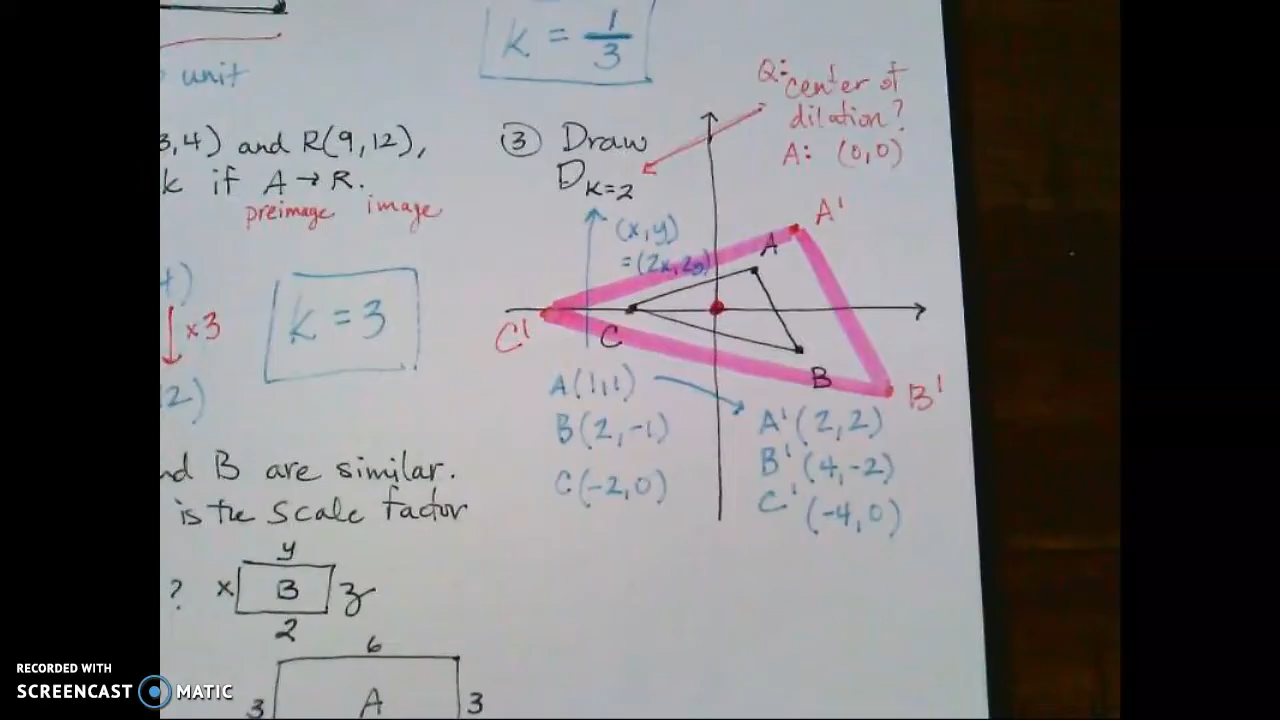 unit
k = 1/3
3,4) and R(9,12),
k if A → R.
preimage image
x3
k = 3
2)
nd B are similar.
is the scale factor
?
y
x B z
2
6
3 A 3
③ Draw
D K=2
Q: center of
dilation?
A: (0,0)
(x,y)
= (2x,2y)
A'
A
C'
C
B
B'
A(1,1)
B(2,-1)
C(-2,0)
A'(2,2)
B'(4,-2)
C'(-4,0)
RECORDED WITH
SCREENCAST MATIC